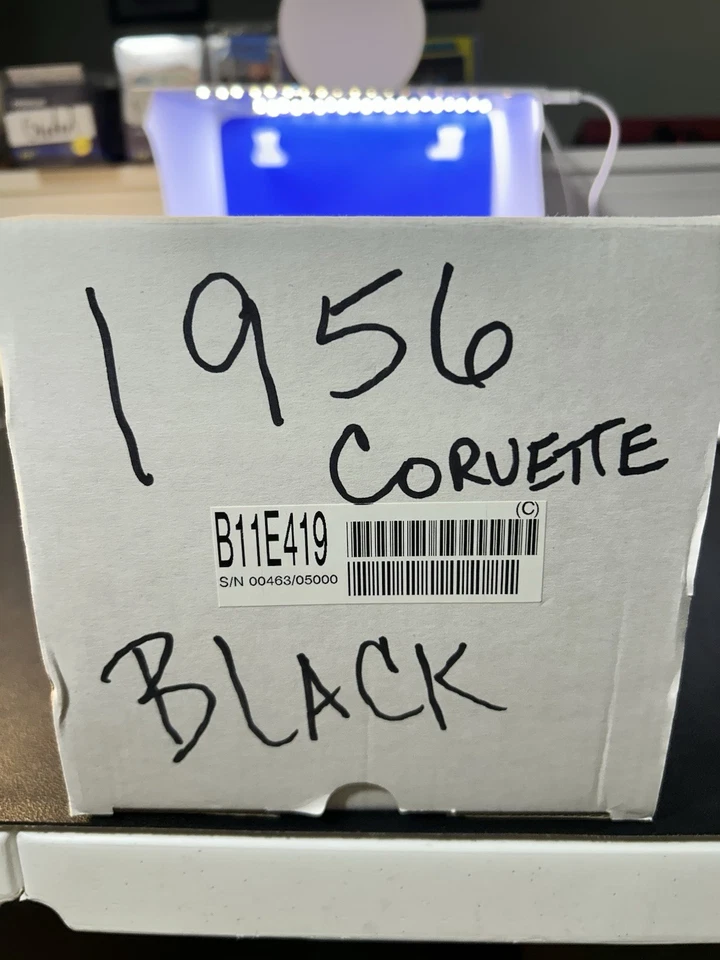 1956
CORVETTE
(C)
B11E419
S/N 00463/05000
BLACK